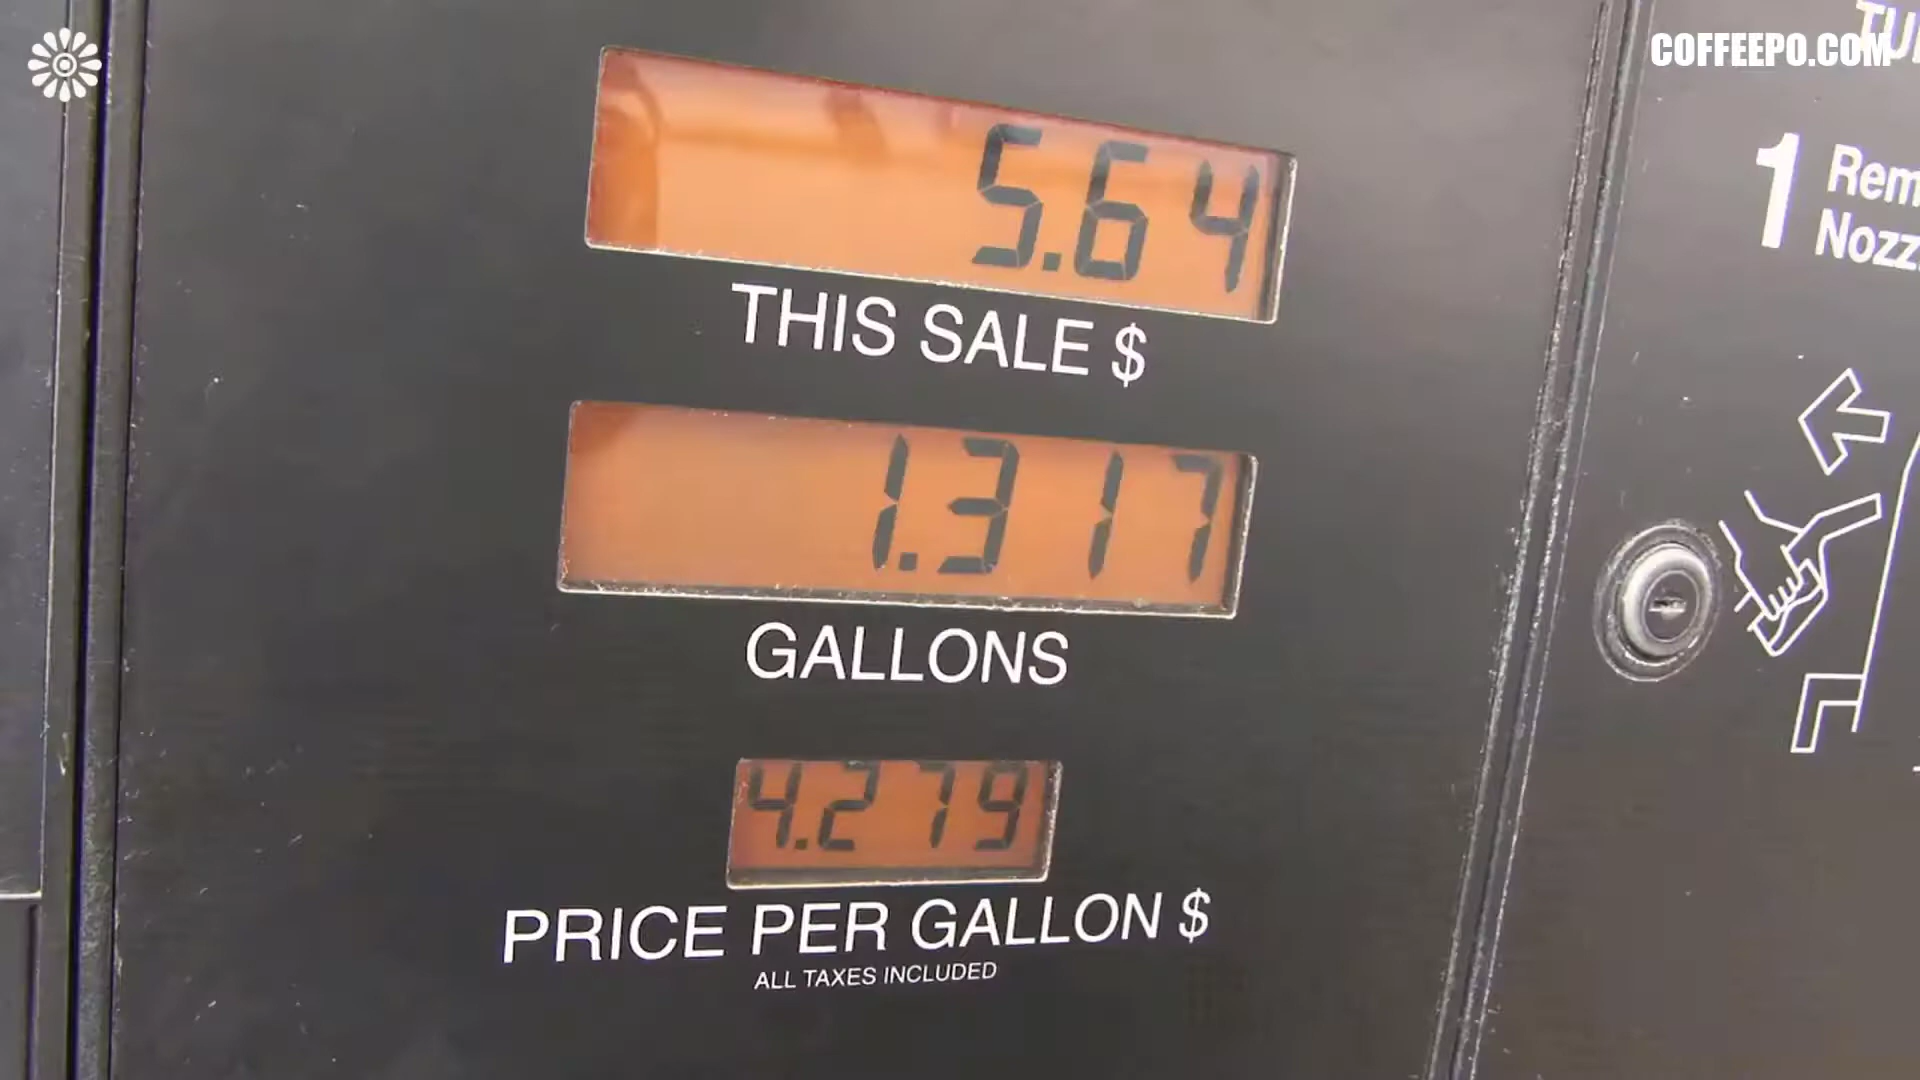 COFFEEPO.COM
5.64
THIS SALE $
1.317
GALLONS
4.279
PRICE PER GALLON $
ALL TAXES INCLUDED
1